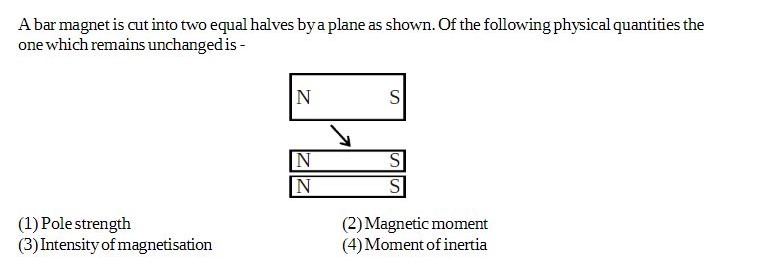 A bar magnet is cut into two equal halves by a plane as shown. Of the following physical quantities the
one which remains unchanged is -
N S
N S
N S
(1) Pole strength (2) Magnetic moment
(3) Intensity of magnetisation (4) Moment of inertia